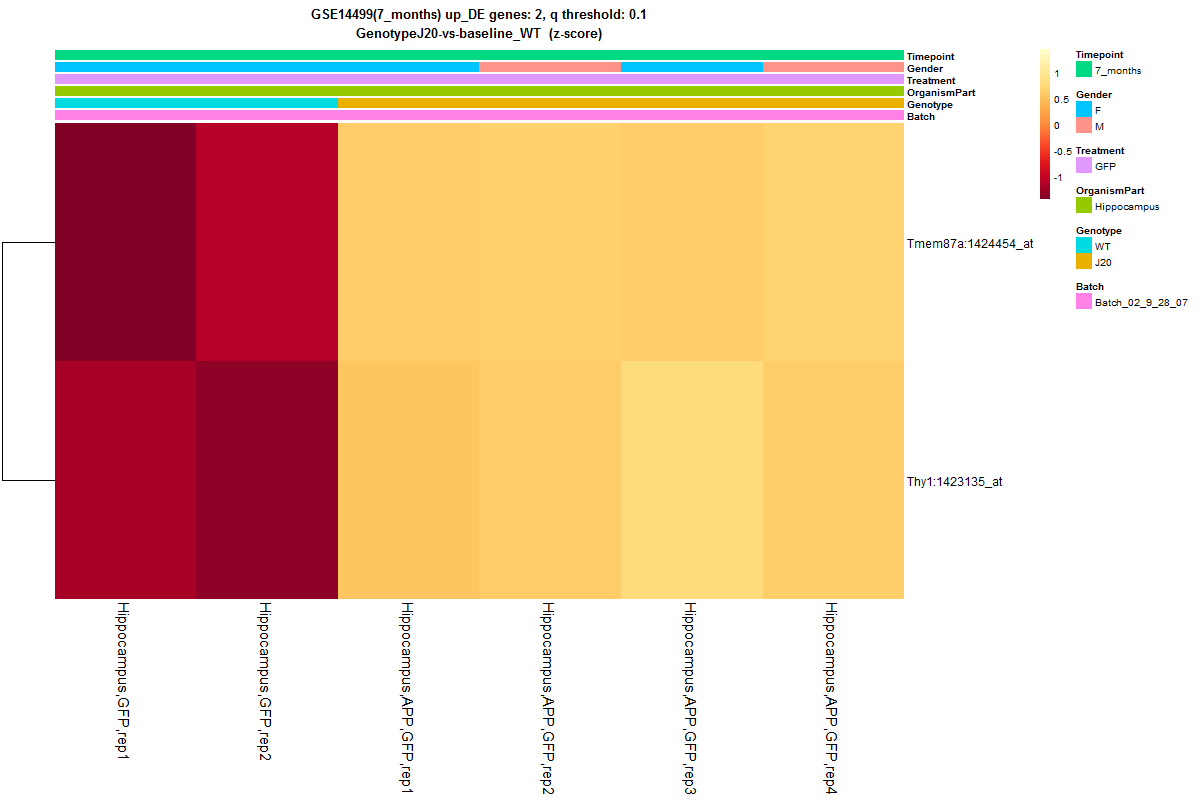 GSE14499(7_months) up_DE genes: 2, q threshold: 0.1
GenotypeJ20-vs-baseline_WT (z-score)
Timepoint
Gender
Treatment
OrganismPart
Genotype
Batch
Tmem87a:1424454_at
Thy1:1423135_at
Hippocampus,GFP,rep1
Hippocampus,GFP,rep2
Hippocampus,APP,GFP,rep1
Hippocampus,APP,GFP,rep2
Hippocampus,APP,GFP,rep3
Hippocampus,APP,GFP,rep4
1
0.5
0
-0.5
-1
Timepoint
7_months
Gender
F
M
Treatment
GFP
OrganismPart
Hippocampus
Genotype
WT
J20
Batch
Batch_02_9_28_07